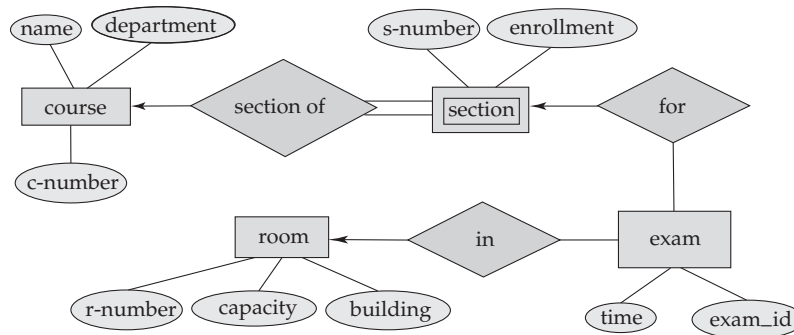 name
department
s-number
enrollment
course
section of
section
for
c-number
room
in
exam
r-number
capacity
building
time
exam_id